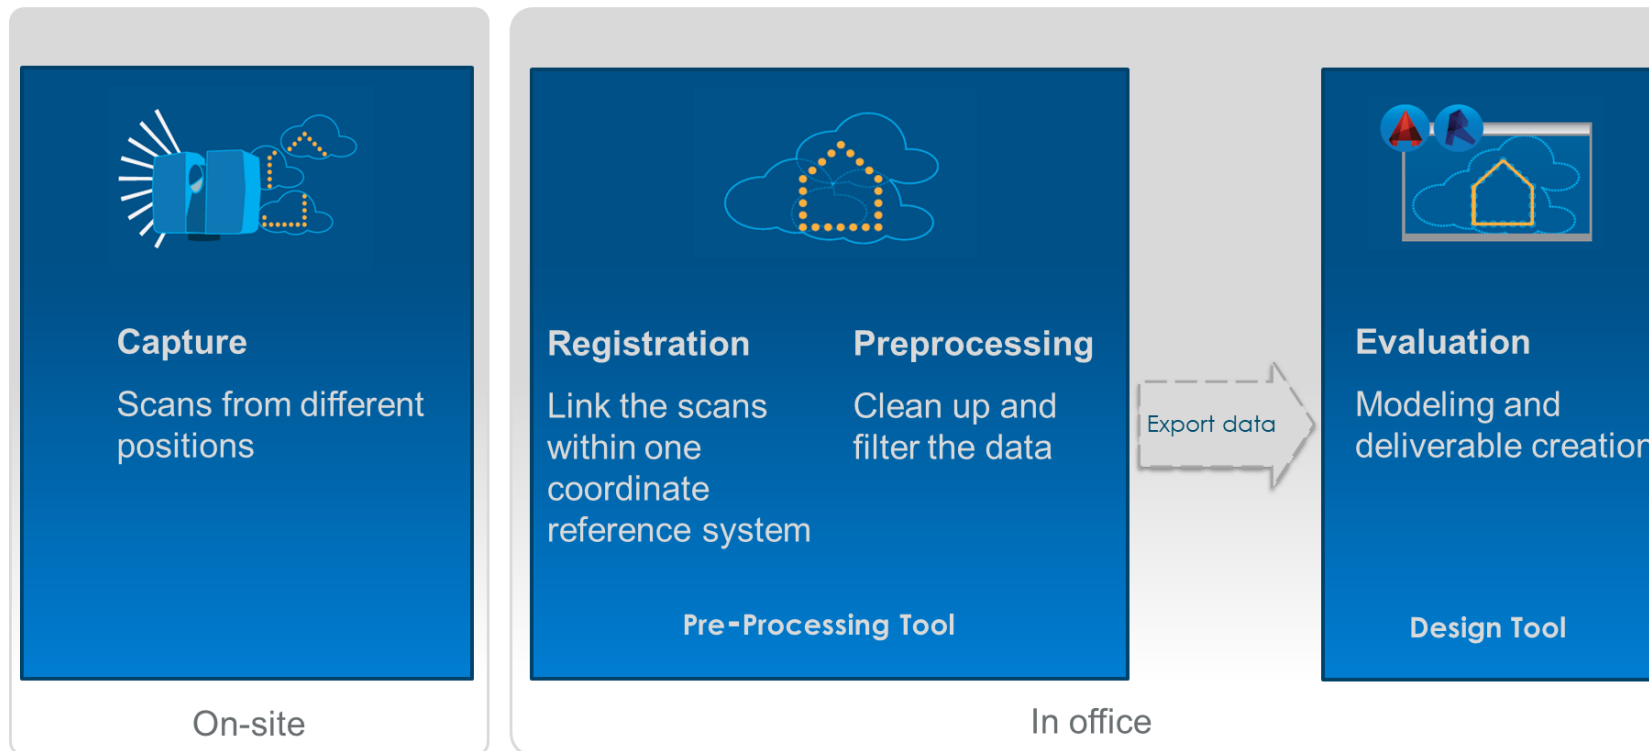 Capture
Scans from different
positions
On-site
Registration
Link the scans
within one
coordinate
reference system
Preprocessing
Clean up and
filter the data
Pre-Processing Tool
Export data
Evaluation
Modeling and
deliverable creation
Design Tool
In office